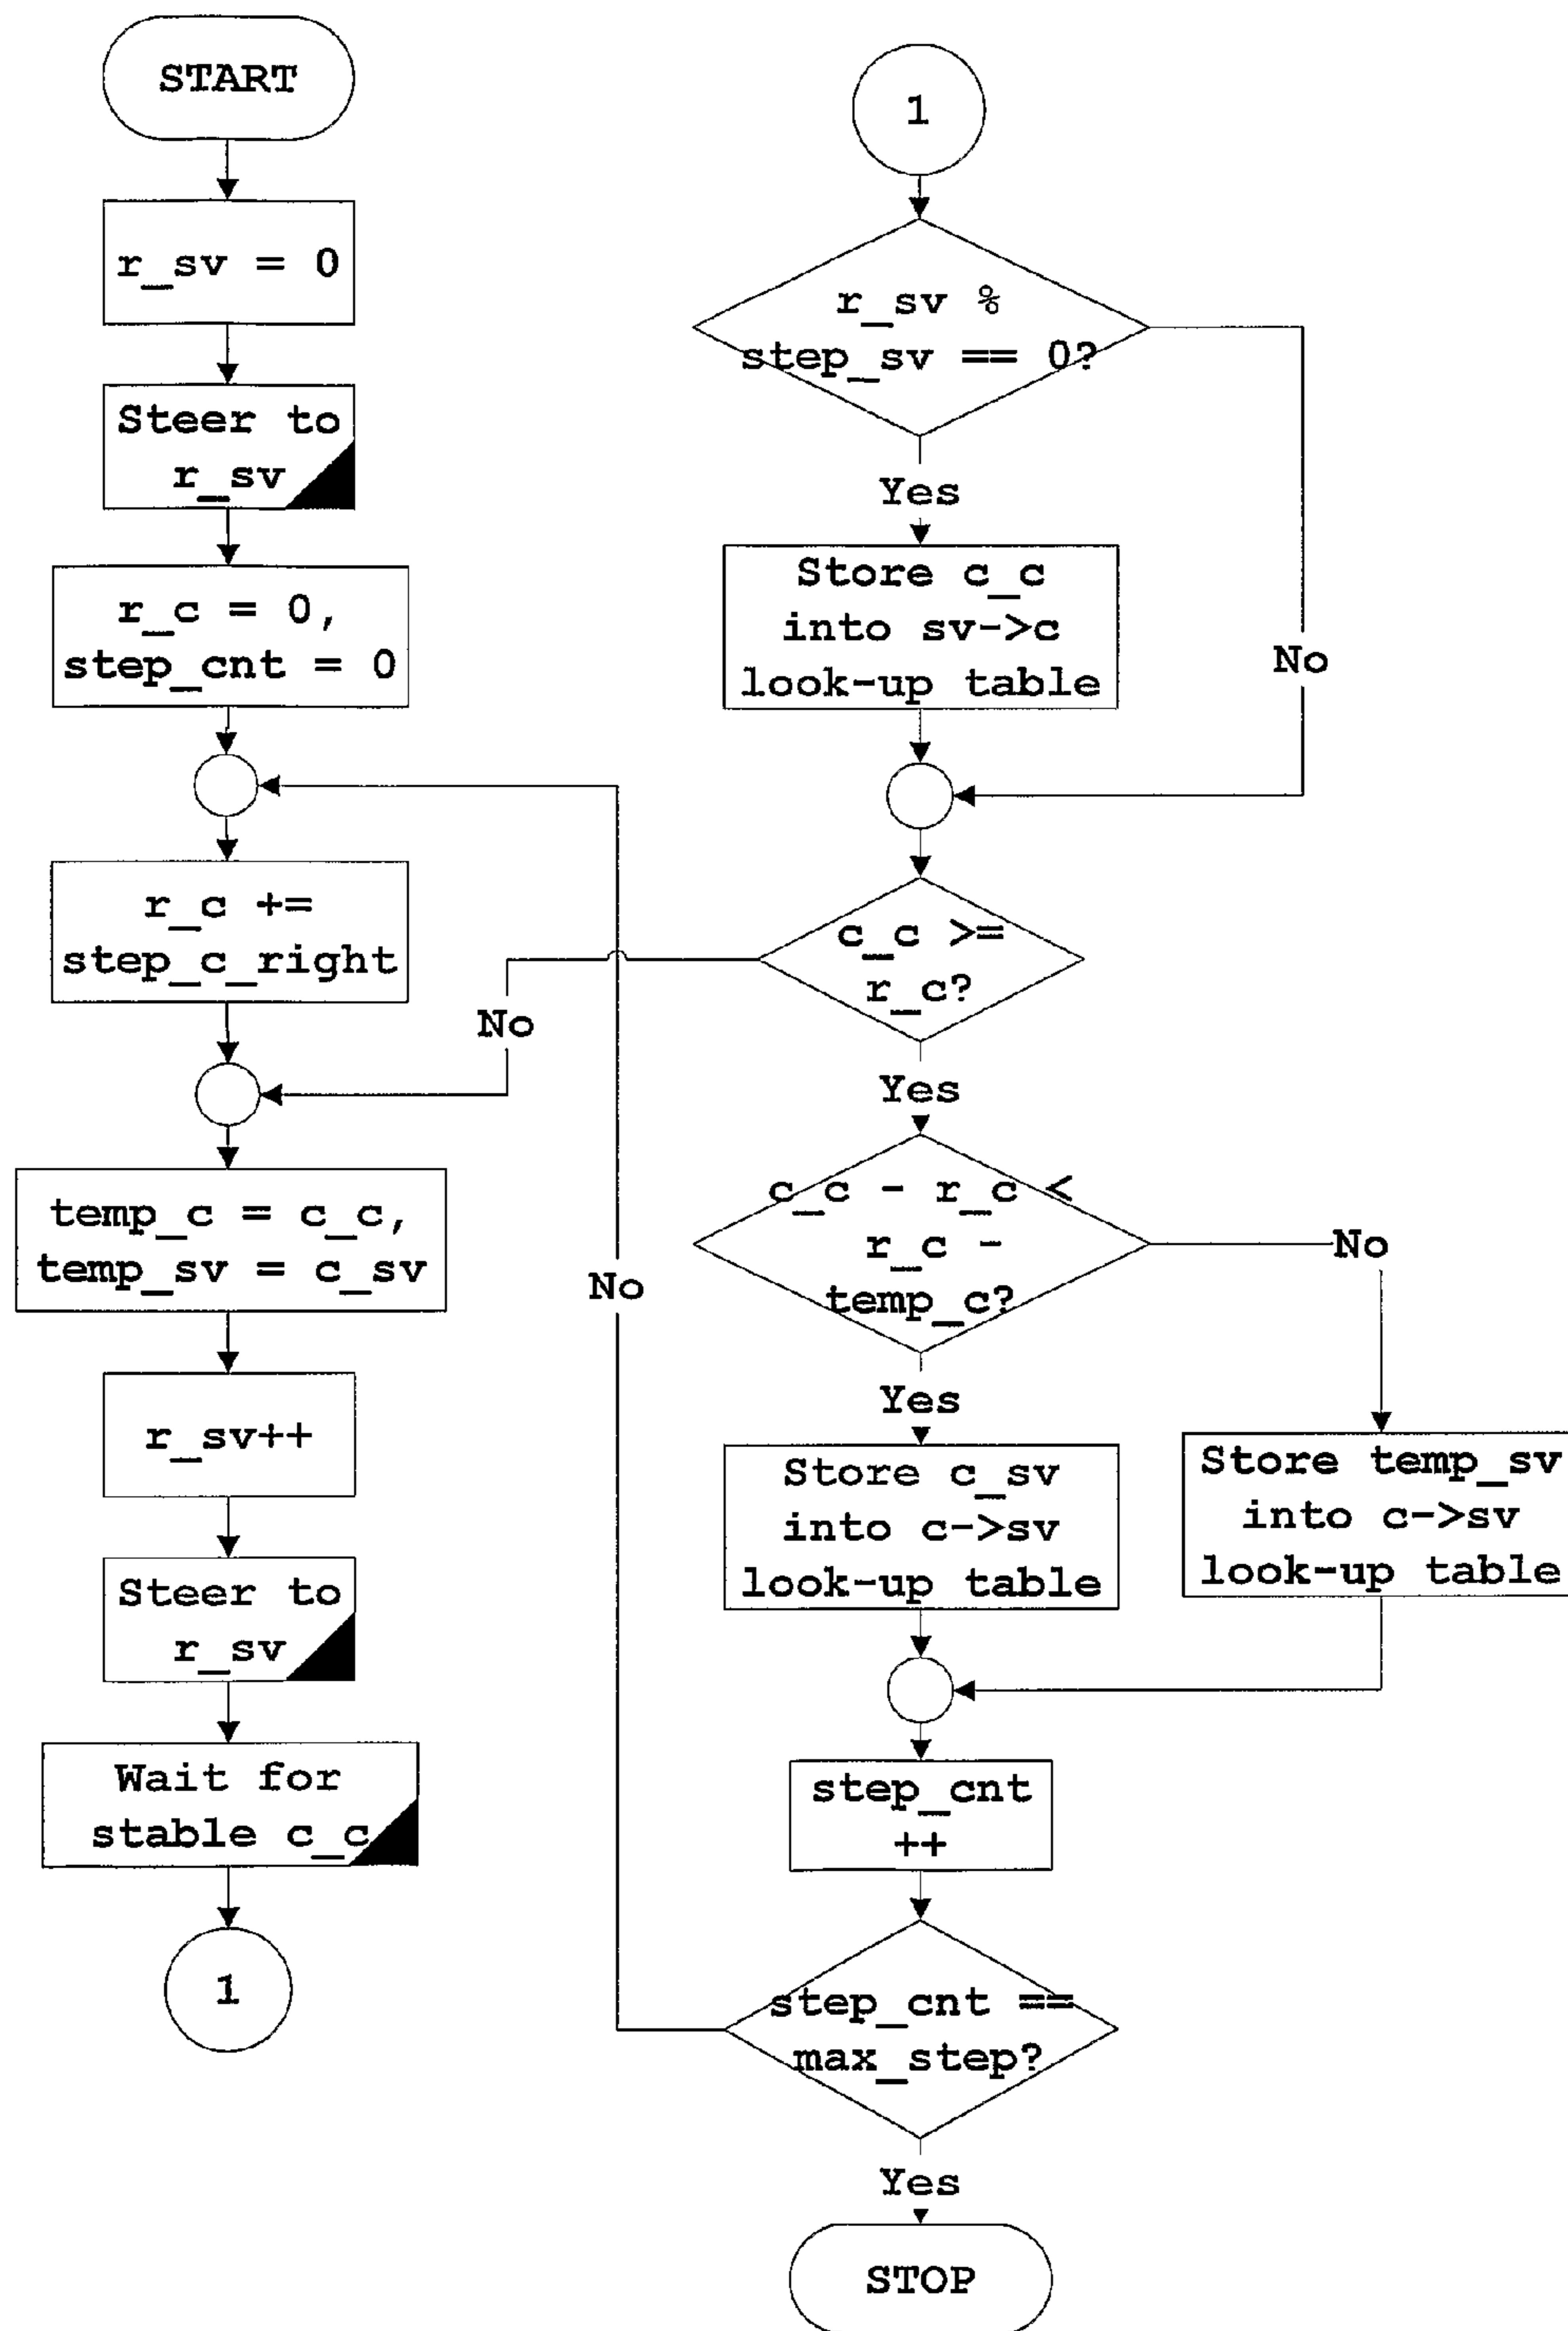 START
r_sv = 0
Steer to
r_sv
r_c = 0,
step_cnt = 0
r_c +=
step_c_right
temp_c = c_c,
temp_sv = c_sv
r_sv++
Steer to
r_sv
Wait for
stable c_c
1
1
r_sv %
step_sv == 0?
Yes
No
Store c_c
into sv->c
look-up table
c_c >=
r_c?
No
Yes
c_c - r_c <
r_c -
temp_c?
No
Yes
Store c_sv
into c->sv
look-up table
Store temp_sv
into c->sv
look-up table
step_cnt
++
step_cnt ==
max_step?
No
Yes
STOP